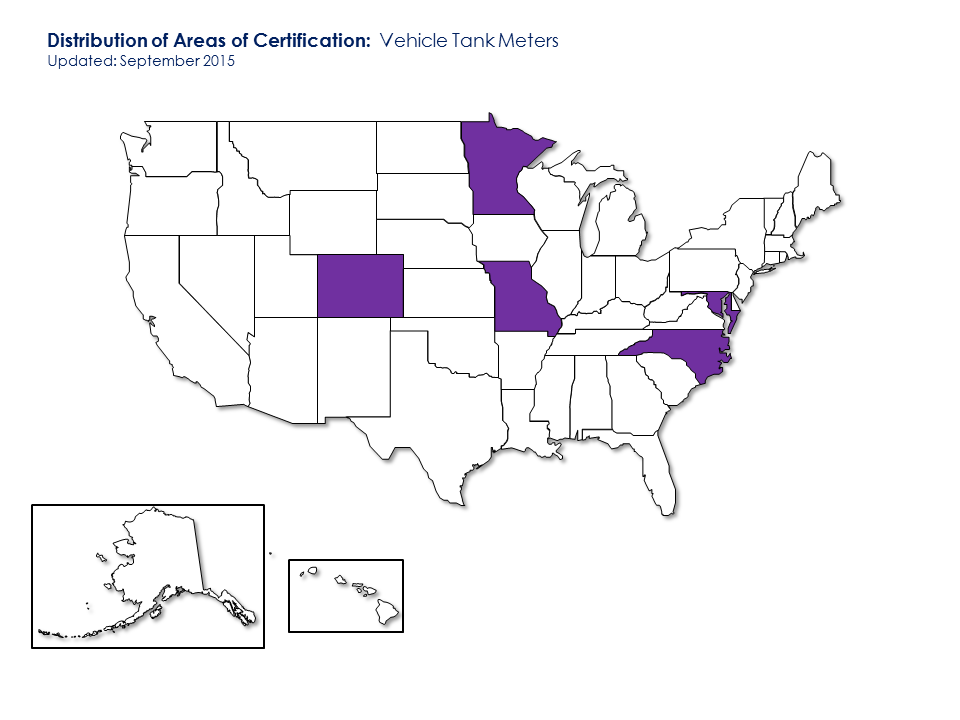 Distribution of Areas of Certification: Vehicle Tank Meters
Updated: September 2015